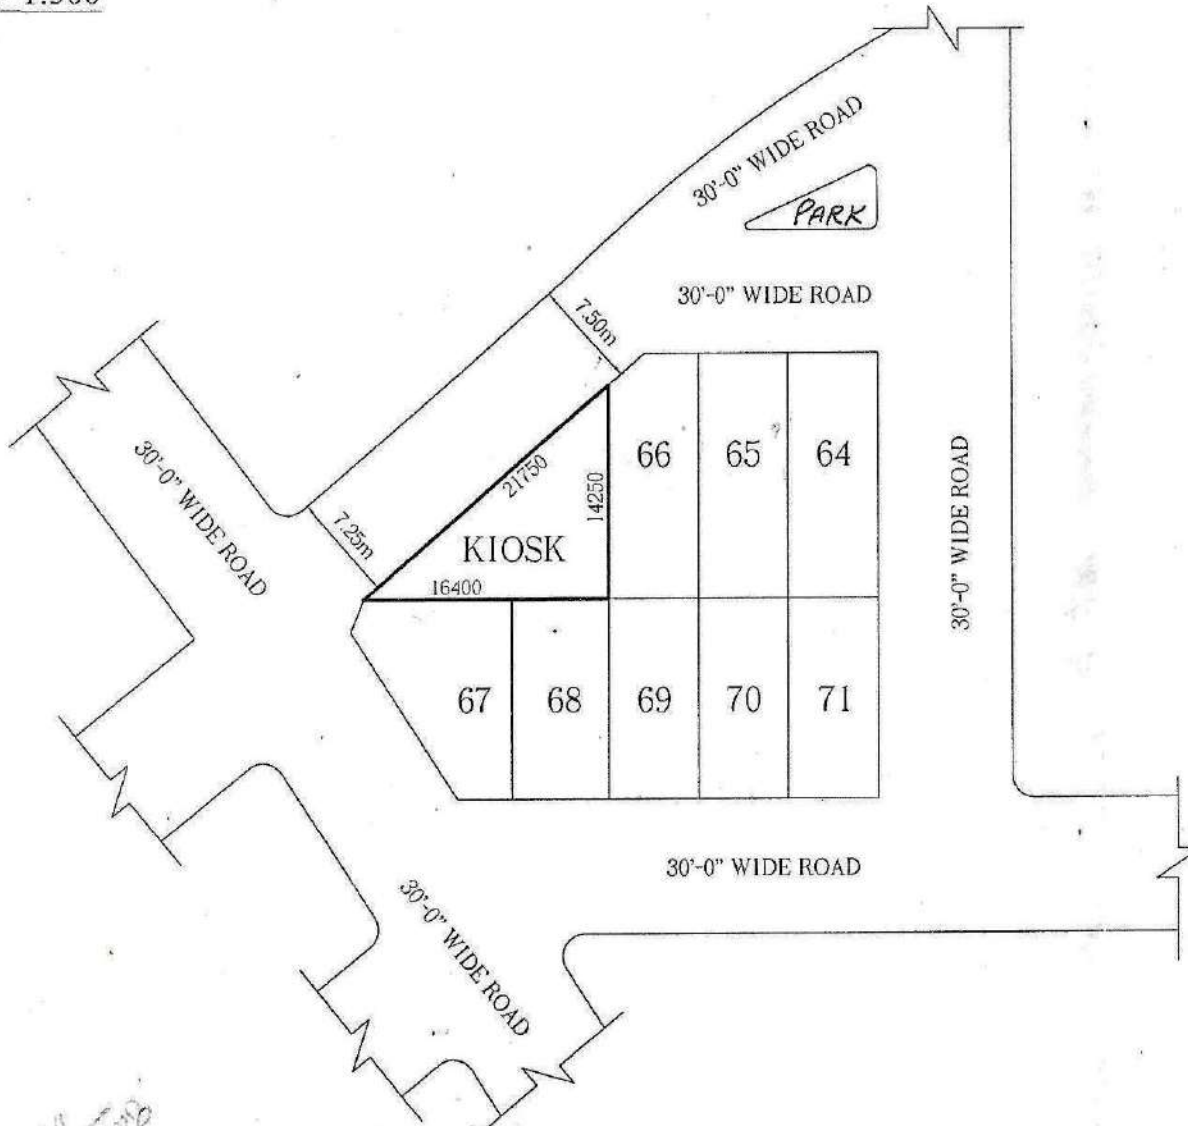 1:500
30'-0" WIDE ROAD
PARK
30'-0" WIDE ROAD
7.50m
30'-0" WIDE ROAD
21750
14250
66
65
64
30'-0" WIDE ROAD
7.25m
KIOSK
16400
67
68
69
70
71
30'-0" WIDE ROAD
30'-0" WIDE ROAD